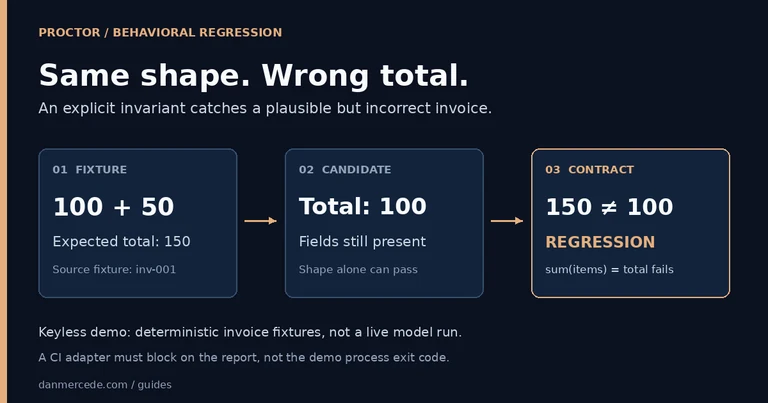 PROCTOR / BEHAVIORAL REGRESSION
Same shape. Wrong total.
An explicit invariant catches a plausible but incorrect invoice.
01 FIXTURE
100 + 50
Expected total: 150
Source fixture: inv-001
02 CANDIDATE
Total: 100
Fields still present
Shape alone can pass
03 CONTRACT
150 ≠ 100
REGRESSION
sum(items) = total fails
Keyless demo: deterministic invoice fixtures, not a live model run.
A CI adapter must block on the report, not the demo process exit code.
danmercede.com / guides